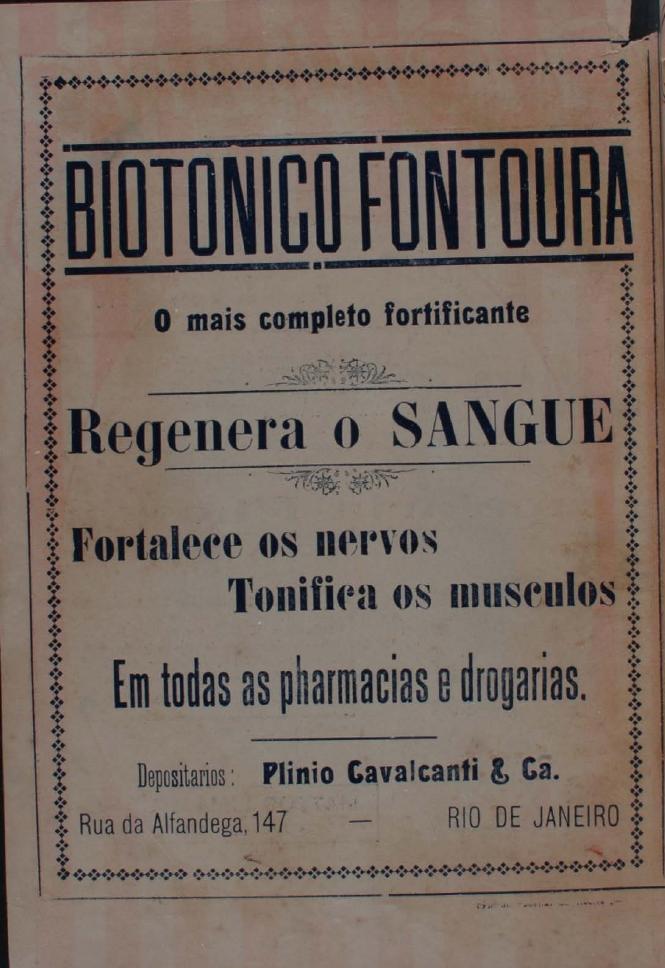 BIOTONICO FONTOURA
O mais completo fortificante
Regenera o SANGUE
Fortalece os nervos
Tonifica os musculos
Em todas as pharmacias e drogarias.
Depositarios: Plinio Cavalcanti & Ca.
Rua da Alfandega, 147 — RIO DE JANEIRO